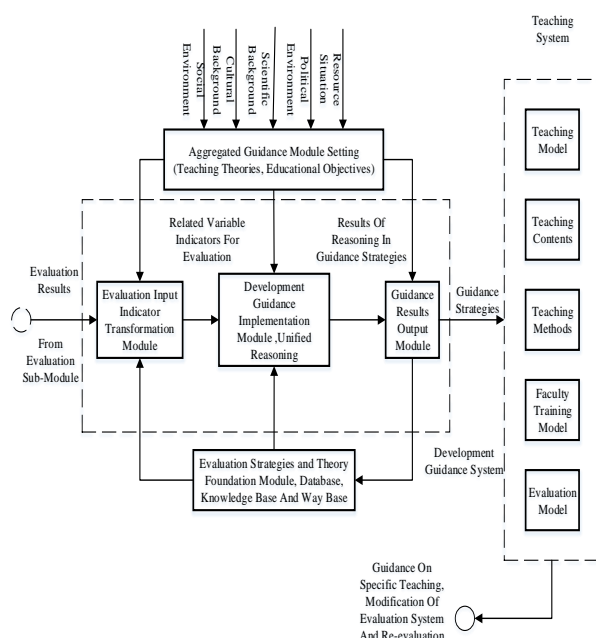 Teaching
System
Social
Environment
Cultural
Background
Scientific
Background
Political
Environment
Resource
Situation
Aggregated Guidance Module Setting
(Teaching Theories, Educational Objectives)
Related Variable
Indicators For
Evaluation
Results Of
Reasoning In
Guidance Strategies
Evaluation
Results
From
Evaluation
Sub-Module
Evaluation Input
Indicator
Transformation
Module
Development
Guidance
Implementation
Module ,Unified
Reasoning
Guidance
Results
Output
Module
Guidance
Strategies
Teaching
Model
Teaching
Contents
Teaching
Methods
Faculty
Training
Model
Evaluation
Model
Evaluation Strategies and Theory
Foundation Module, Database,
Knowledge Base And Way Base
Development
Guidance System
Guidance On
Specific Teaching,
Modification Of
Evaluation System
And Re-evaluation